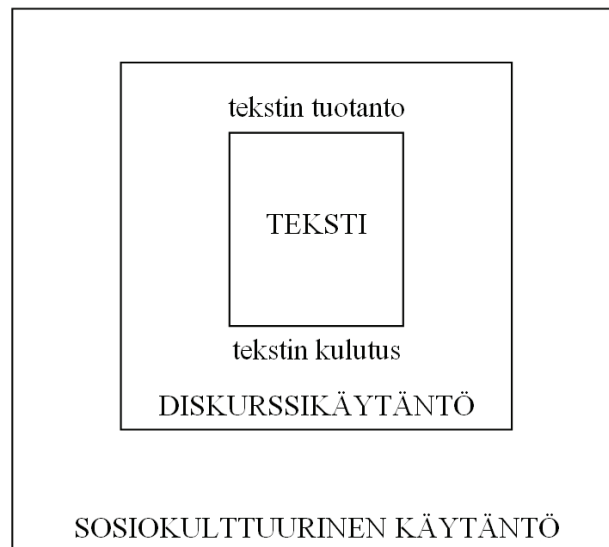 tekstin tuotanto
TEKSTI
tekstin kulutus
DISKURSSIKÄYTÄNTÖ
SOSIOKULTTUURINEN KÄYTÄNTÖ